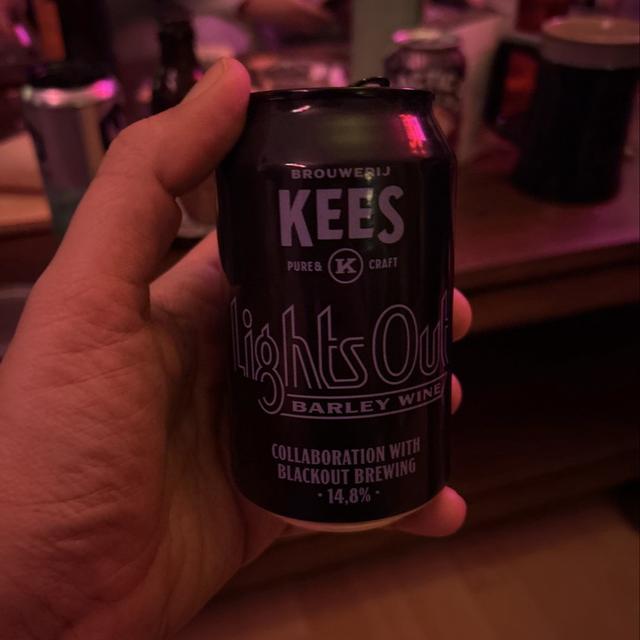 BROUWERIJ
KEES
PURE & K CRAFT
Lights Out
BARLEY WINE
COLLABORATION WITH
BLACKOUT BREWING
· 14,8% ·